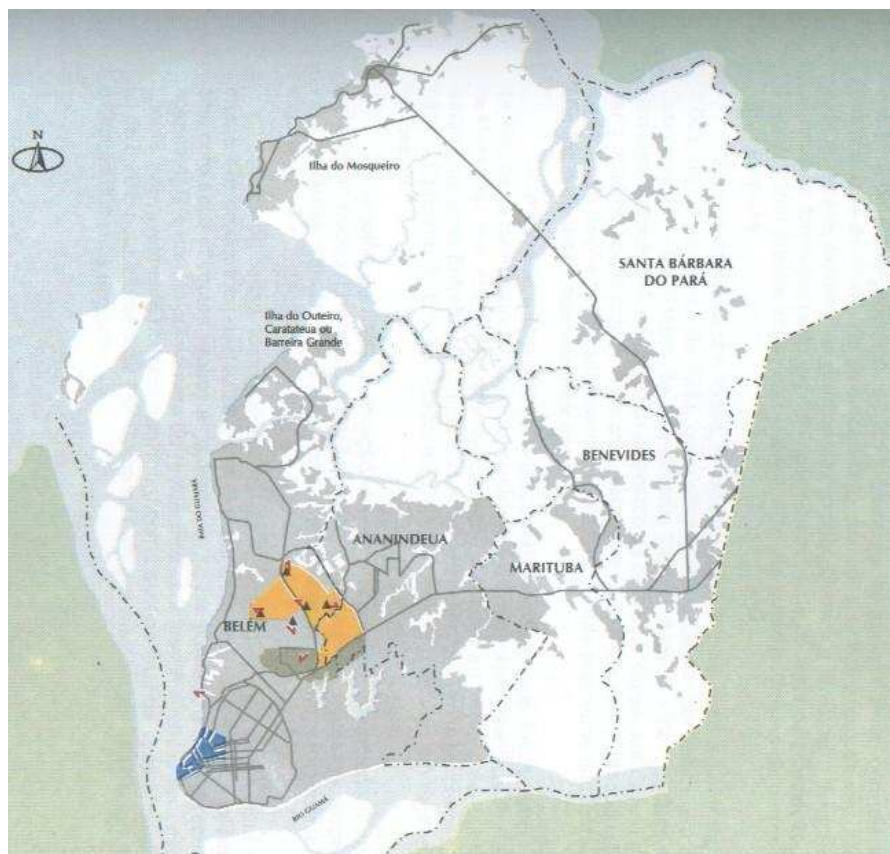 N
Ilha do Mosqueiro
SANTA BÁRBARA
DO PARÁ
Ilha do Outeiro,
Caratateua ou
Barreira Grande
BENEVIDES
BAÍA DO GUAJARÁ
ANANINDEUA
MARITUBA
BELÉM
RIO GUAMÁ